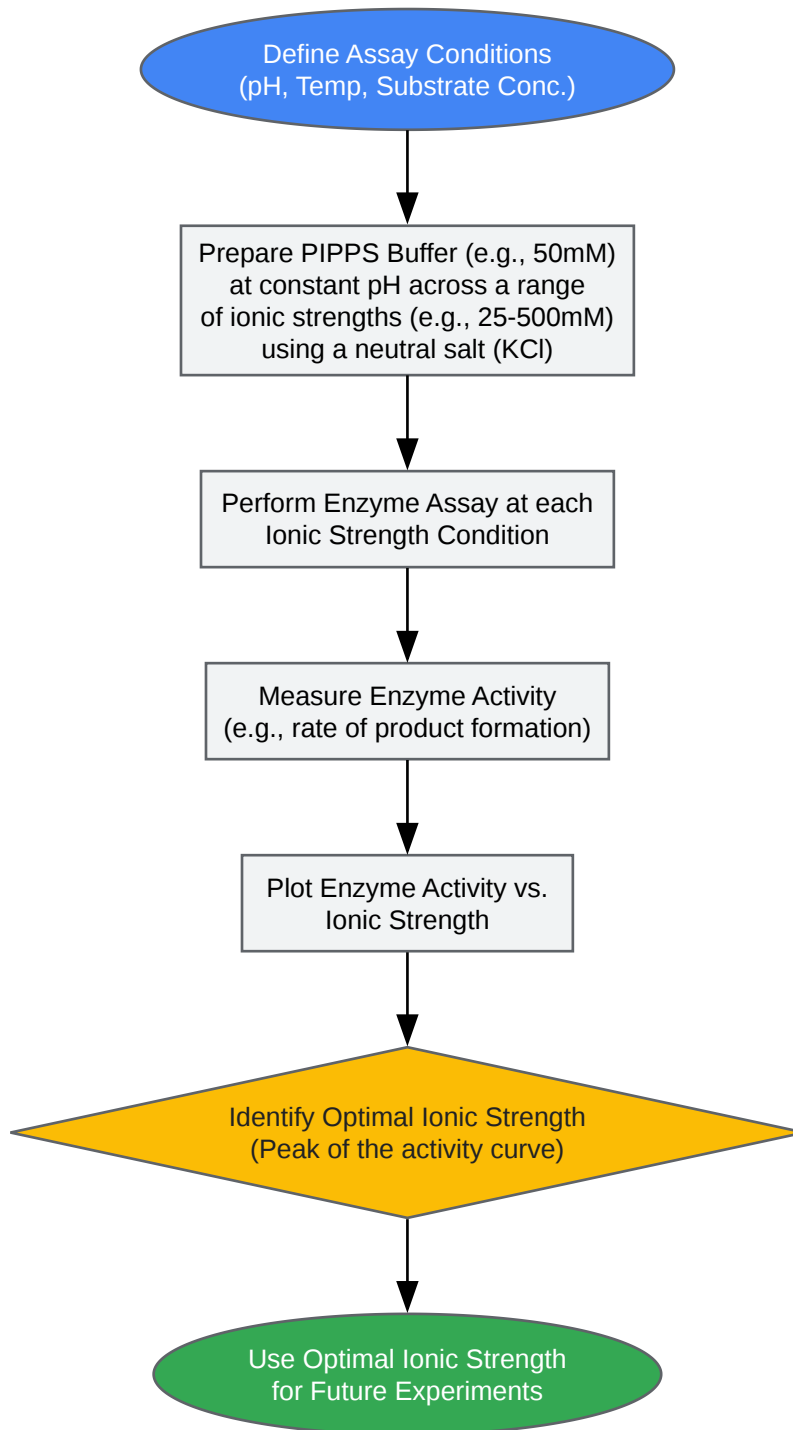 Define Assay Conditions
(pH, Temp, Substrate Conc.)
Prepare PIPPS Buffer (e.g., 50mM)
at constant pH across a range
of ionic strengths (e.g., 25-500mM)
using a neutral salt (KCl)
Perform Enzyme Assay at each
Ionic Strength Condition
Measure Enzyme Activity
(e.g., rate of product formation)
Plot Enzyme Activity vs.
Ionic Strength
Identify Optimal Ionic Strength
(Peak of the activity curve)
Use Optimal Ionic Strength
for Future Experiments